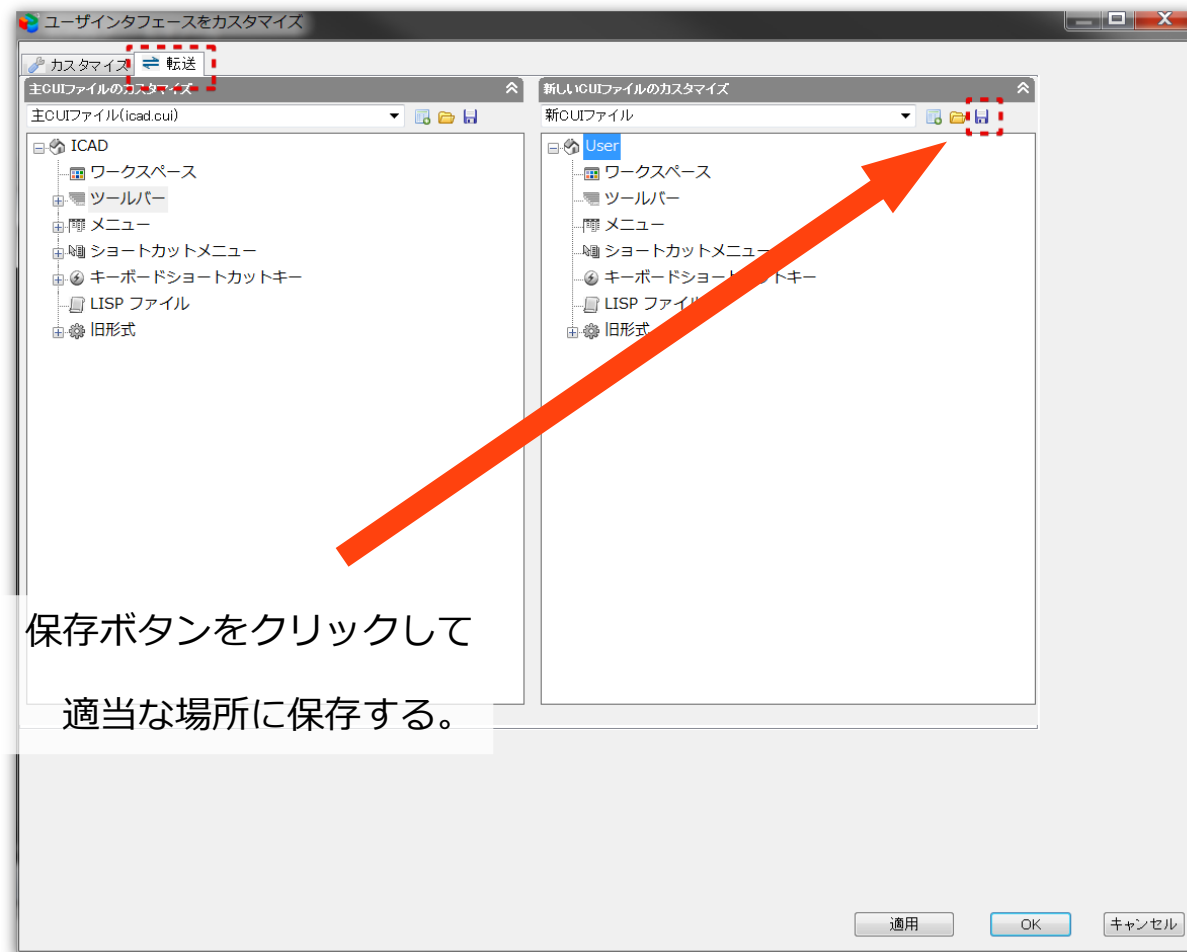 ユーザインタフェースをカスタマイズ
カスタマイズ
転送
主CUIファイルのカスタマイズ
主CUIファイル(icad.cui)
ICAD
ワークスペース
ツールバー
メニュー
ショートカットメニュー
キーボードショートカットキー
LISP ファイル
旧形式
新しいCUIファイルのカスタマイズ
新CUIファイル
User
ワークスペース
ツールバー
メニュー
ショートカットメニュー
キーボードショートカットキー
LISP ファイル
旧形式
保存ボタンをクリックして
適当な場所に保存する。
適用
OK
キャンセル